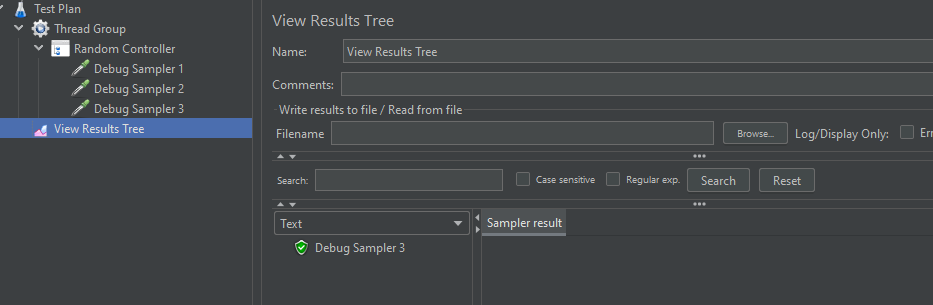 Test Plan
Thread Group
Random Controller
Debug Sampler 1
Debug Sampler 2
Debug Sampler 3
View Results Tree
View Results Tree
Name: View Results Tree
Comments:
Write results to file / Read from file
Filename Browse... Log/Display Only:
Search: Case sensitive Regular exp. Search Reset
Text Sampler result
Debug Sampler 3